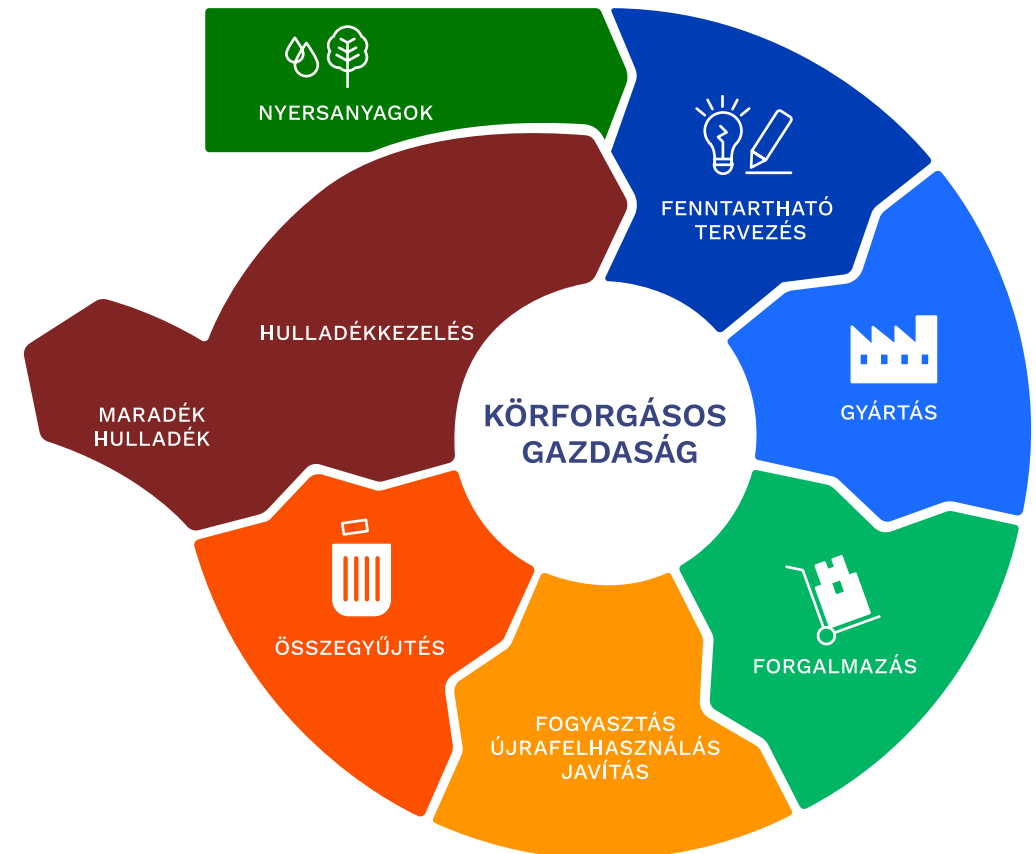 NYERSANYAGOK
FENNTARTHATÓ
TERVEZÉS
GYÁRTÁS
FORGALMAZÁS
FOGYASZTÁS
ÚJRAFELHASZNÁLÁS
JAVÍTÁS
ÖSSZEGYŰJTÉS
HULLADÉKKEZELÉS
MARADÉK
HULLADÉK
KÖRFORGÁSOS
GAZDASÁG